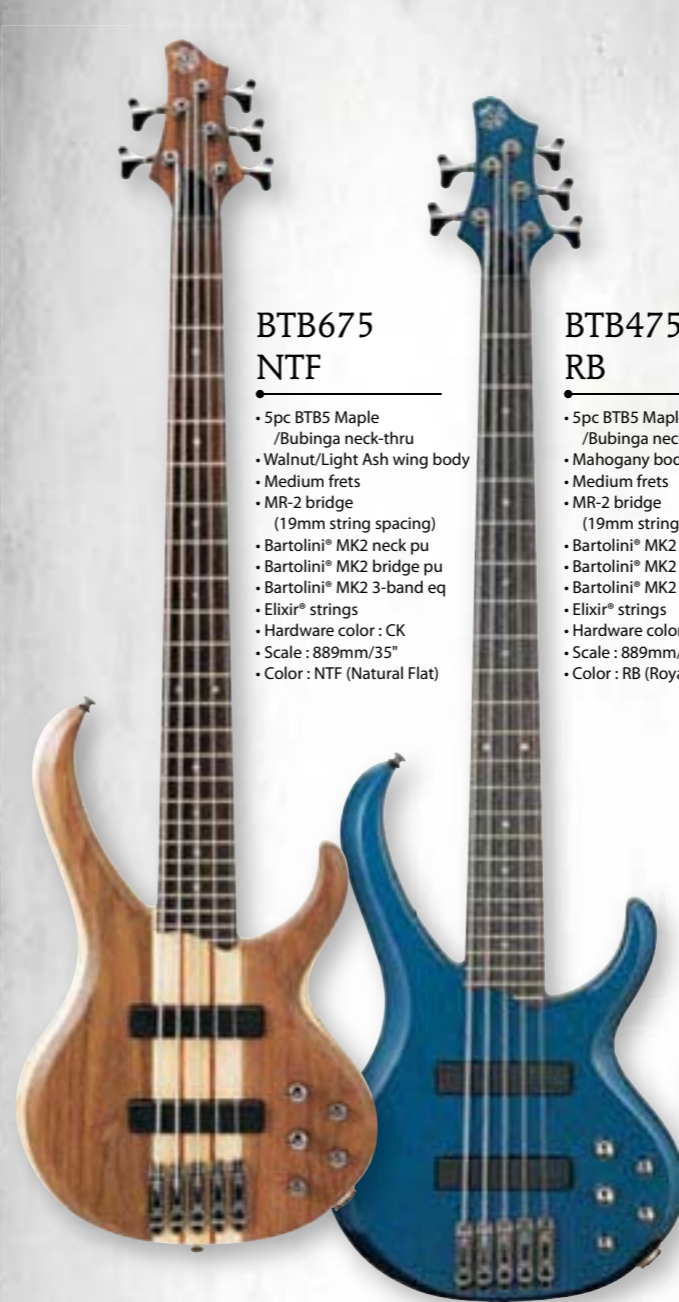 BTB675
NTF
• 5pc BTB5 Maple
/Bubinga neck-thru
• Walnut/Light Ash wing body
• Medium frets
• MR-2 bridge
(19mm string spacing)
• Bartolini® MK2 neck pu
• Bartolini® MK2 bridge pu
• Bartolini® MK2 3-band eq
• Elixir® strings
• Hardware color : CK
• Scale : 889mm/35"
• Color : NTF (Natural Flat)
BTB475
RB
• 5pc BTB5 Mapl
/Bubinga nec
• Mahogany bod
• Medium frets
• MR-2 bridge
(19mm string
• Bartolini® MK2
• Bartolini® MK2
• Bartolini® MK2
• Elixir® strings
• Hardware color
• Scale : 889mm/
• Color : RB (Roya